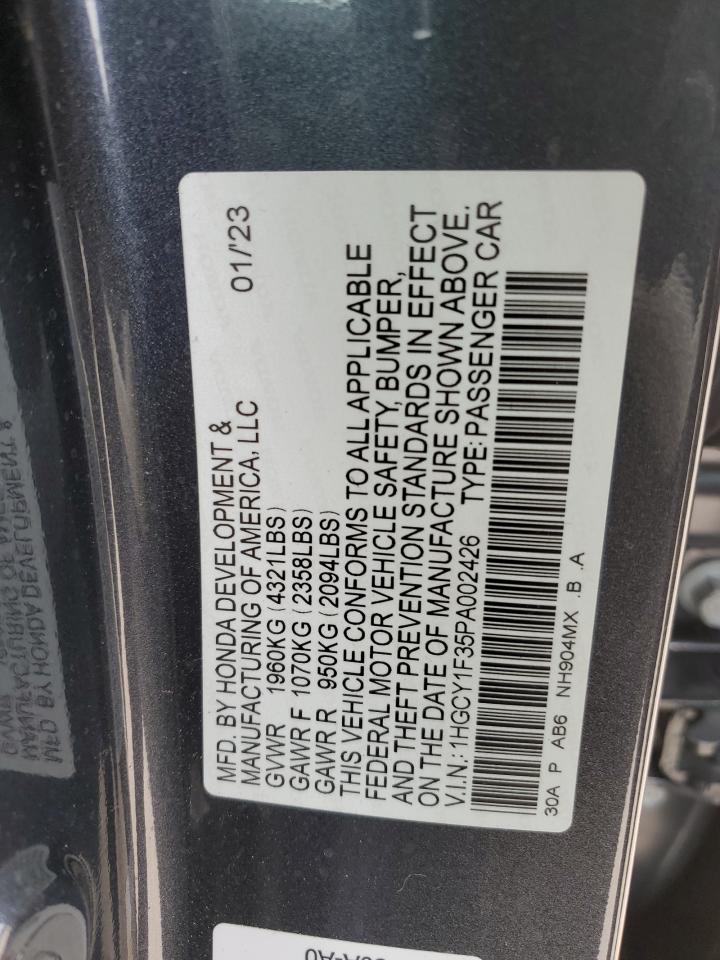 MFD. BY HONDA DEVELOPMENT &
MANUFACTURING OF AMERICA, LLC 01/'23
GVWR 1960KG (4321LBS)
GAWR F 1070KG (2358LBS)
GAWR R 950KG (2094LBS)
THIS VEHICLE CONFORMS TO ALL APPLICABLE
FEDERAL MOTOR VEHICLE SAFETY, BUMPER,
AND THEFT PREVENTION STANDARDS IN EFFECT
ON THE DATE OF MANUFACTURE SHOWN ABOVE.
V.I.N.: 1HGCY1F35PA002426 TYPE: PASSENGER CAR
30A P AB6 NH904MX .B .A